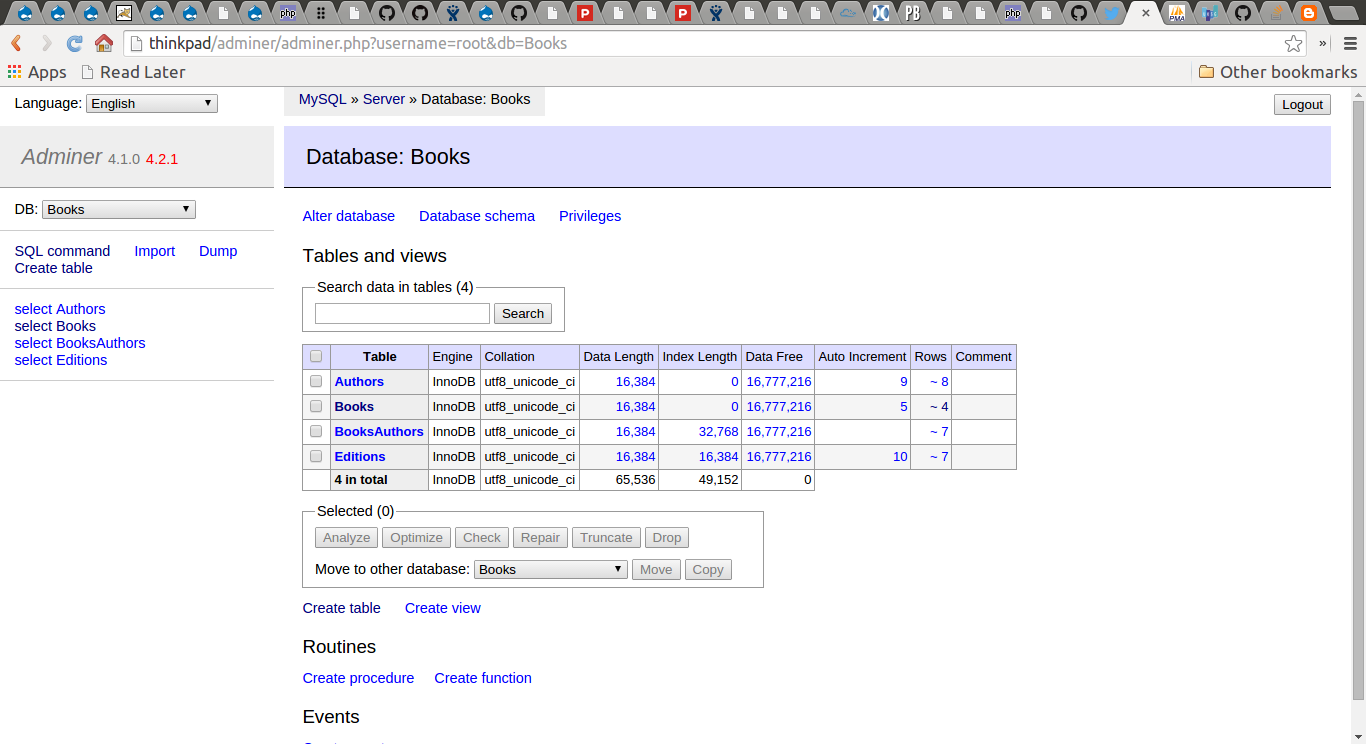 php
P
P
PB
php
PMA
thinkpad/adminer/adminer.php?username=root&db=Books
»
Apps Read Later Other bookmarks
Language: English
MySQL » Server » Database: Books
Logout
Adminer 4.1.0 4.2.1
Database: Books
DB: Books
Alter database Database schema Privileges
SQL command Import Dump
Create table
select Authors
select Books
select BooksAuthors
select Editions
Tables and views
Search data in tables (4)
Search
Table Engine Collation Data Length Index Length Data Free Auto Increment Rows Comment
Authors InnoDB utf8_unicode_ci 16,384 0 16,777,216 9 ~ 8
Books InnoDB utf8_unicode_ci 16,384 0 16,777,216 5 ~ 4
BooksAuthors InnoDB utf8_unicode_ci 16,384 32,768 16,777,216 ~ 7
Editions InnoDB utf8_unicode_ci 16,384 16,384 16,777,216 10 ~ 7
4 in total InnoDB utf8_unicode_ci 65,536 49,152 0
Selected (0)
Analyze Optimize Check Repair Truncate Drop
Move to other database: Books Move Copy
Create table Create view
Routines
Create procedure Create function
Events